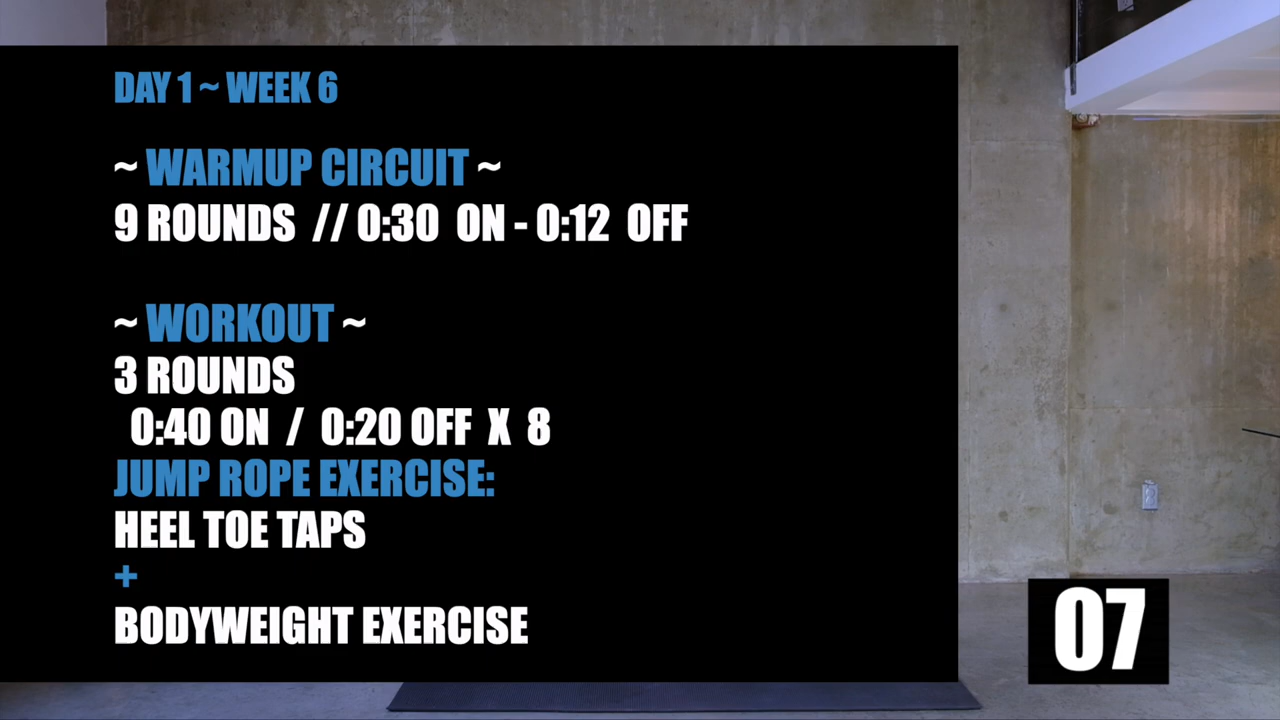 DAY 1 ~ WEEK 6
~ WARMUP CIRCUIT ~
9 ROUNDS // 0:30 ON - 0:12 OFF
~ WORKOUT ~
3 ROUNDS
0:40 ON / 0:20 OFF X 8
JUMP ROPE EXERCISE:
HEEL TOE TAPS
+
BODYWEIGHT EXERCISE
07